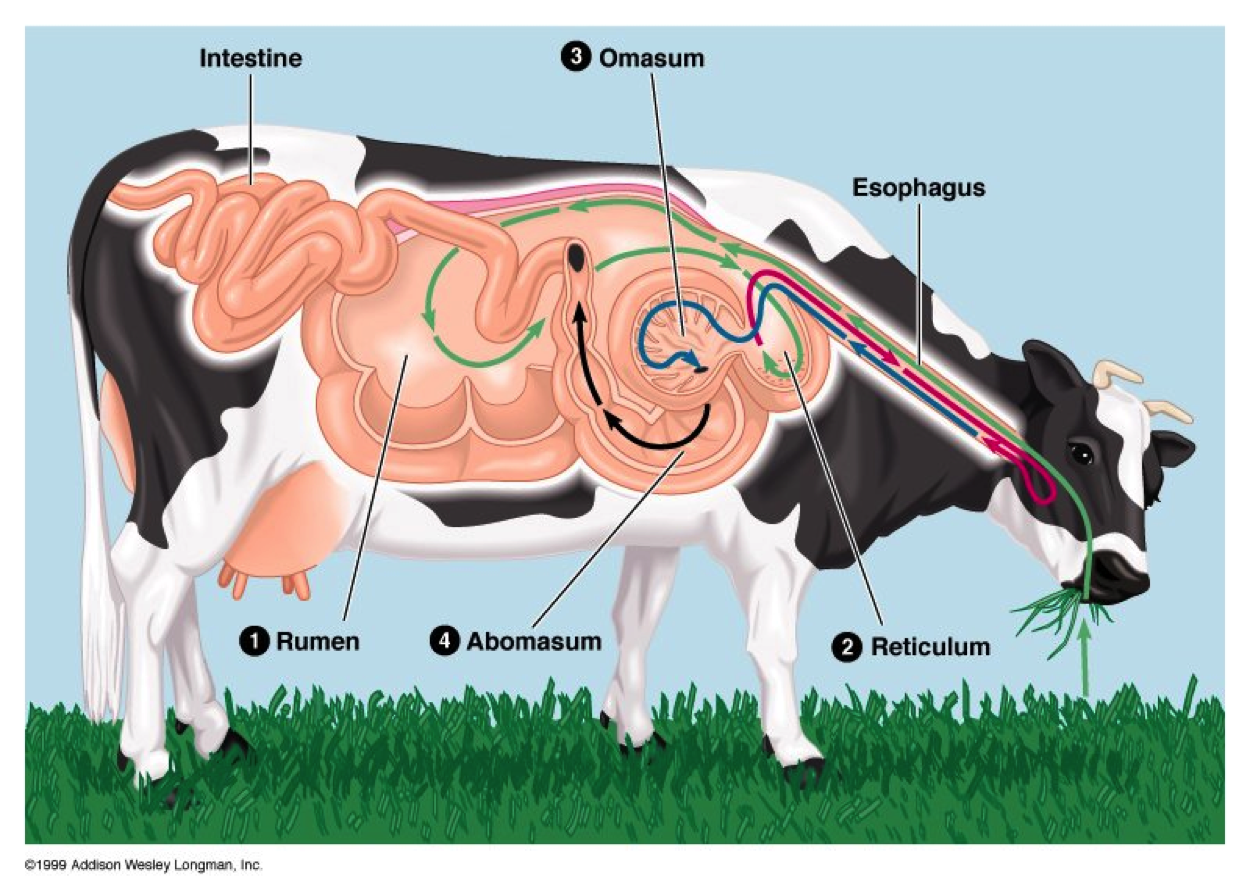 Intestine
3 Omasum
Esophagus
1 Rumen
4 Abomasum
2 Reticulum
©1999 Addison Wesley Longman, Inc.